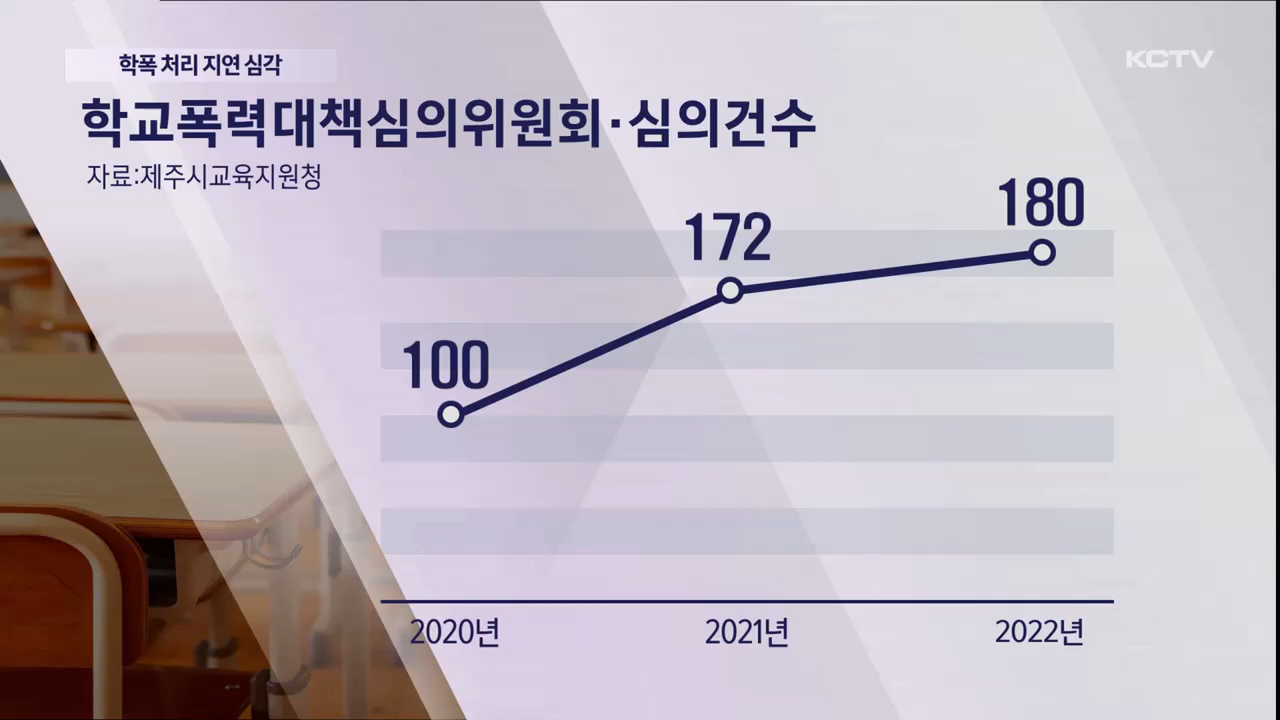 학폭 처리 지연 심각
KCTV
학교폭력대책심의위원회·심의건수
자료:제주시교육지원청
100
172
180
2020년
2021년
2022년